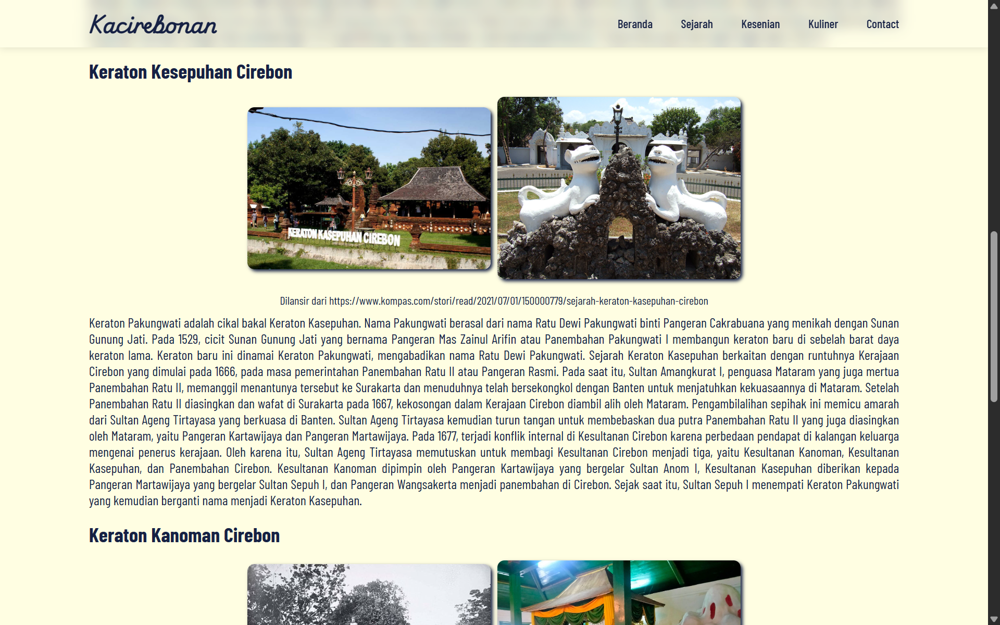 Kacirebonan
Beranda
Sejarah
Kesenian
Kuliner
Contact
Keraton Kesepuhan Cirebon
KERATON KASEPUHAN CIREBON
Dilansir dari https://www.kompas.com/stori/read/2021/07/01/150000779/sejarah-keraton-kasepuhan-cirebon
Keraton Pakungwati adalah cikal bakal Keraton Kasepuhan. Nama Pakungwati berasal dari nama Ratu Dewi Pakungwati binti Pangeran Cakrabuana yang menikah dengan Sunan
Gunung Jati. Pada 1529, cicit Sunan Gunung Jati yang bernama Pangeran Mas Zainul Arifin atau Panembahan Pakungwati I membangun keraton baru di sebelah barat daya
keraton lama. Keraton baru ini dinamai Keraton Pakungwati, mengabadikan nama Ratu Dewi Pakungwati. Sejarah Keraton Kasepuhan berkaitan dengan runtuhnya Kerajaan
Cirebon yang dimulai pada 1666, pada masa pemerintahan Panembahan Ratu II atau Pangeran Rasmi. Pada saat itu, Sultan Amangkurat I, penguasa Mataram yang juga mertua
Panembahan Ratu II, memanggil menantunya tersebut ke Surakarta dan menuduhnya telah bersekongkol dengan Banten untuk menjatuhkan kekuasaannya di Mataram. Setelah
Panembahan Ratu II diasingkan dan wafat di Surakarta pada 1667, kekosongan dalam Kerajaan Cirebon diambil alih oleh Mataram. Pengambilalihan sepihak ini memicu amarah
dari Sultan Ageng Tirtayasa yang berkuasa di Banten. Sultan Ageng Tirtayasa kemudian turun tangan untuk membebaskan dua putra Panembahan Ratu II yang juga diasingkan
oleh Mataram, yaitu Pangeran Kartawijaya dan Pangeran Martawijaya. Pada 1677, terjadi konflik internal di Kesultanan Cirebon karena perbedaan pendapat di kalangan keluarga
mengenai penerus kerajaan. Oleh karena itu, Sultan Ageng Tirtayasa memutuskan untuk membagi Kesultanan Cirebon menjadi tiga, yaitu Kesultanan Kanoman, Kesultanan
Kasepuhan, dan Panembahan Cirebon. Kesultanan Kanoman dipimpin oleh Pangeran Kartawijaya yang bergelar Sultan Anom I, Kesultanan Kasepuhan diberikan kepada
Pangeran Martawijaya yang bergelar Sultan Sepuh I, dan Pangeran Wangsakerta menjadi panembahan di Cirebon. Sejak saat itu, Sultan Sepuh I menempati Keraton Pakungwati
yang kemudian berganti nama menjadi Keraton Kasepuhan.
Keraton Kanoman Cirebon